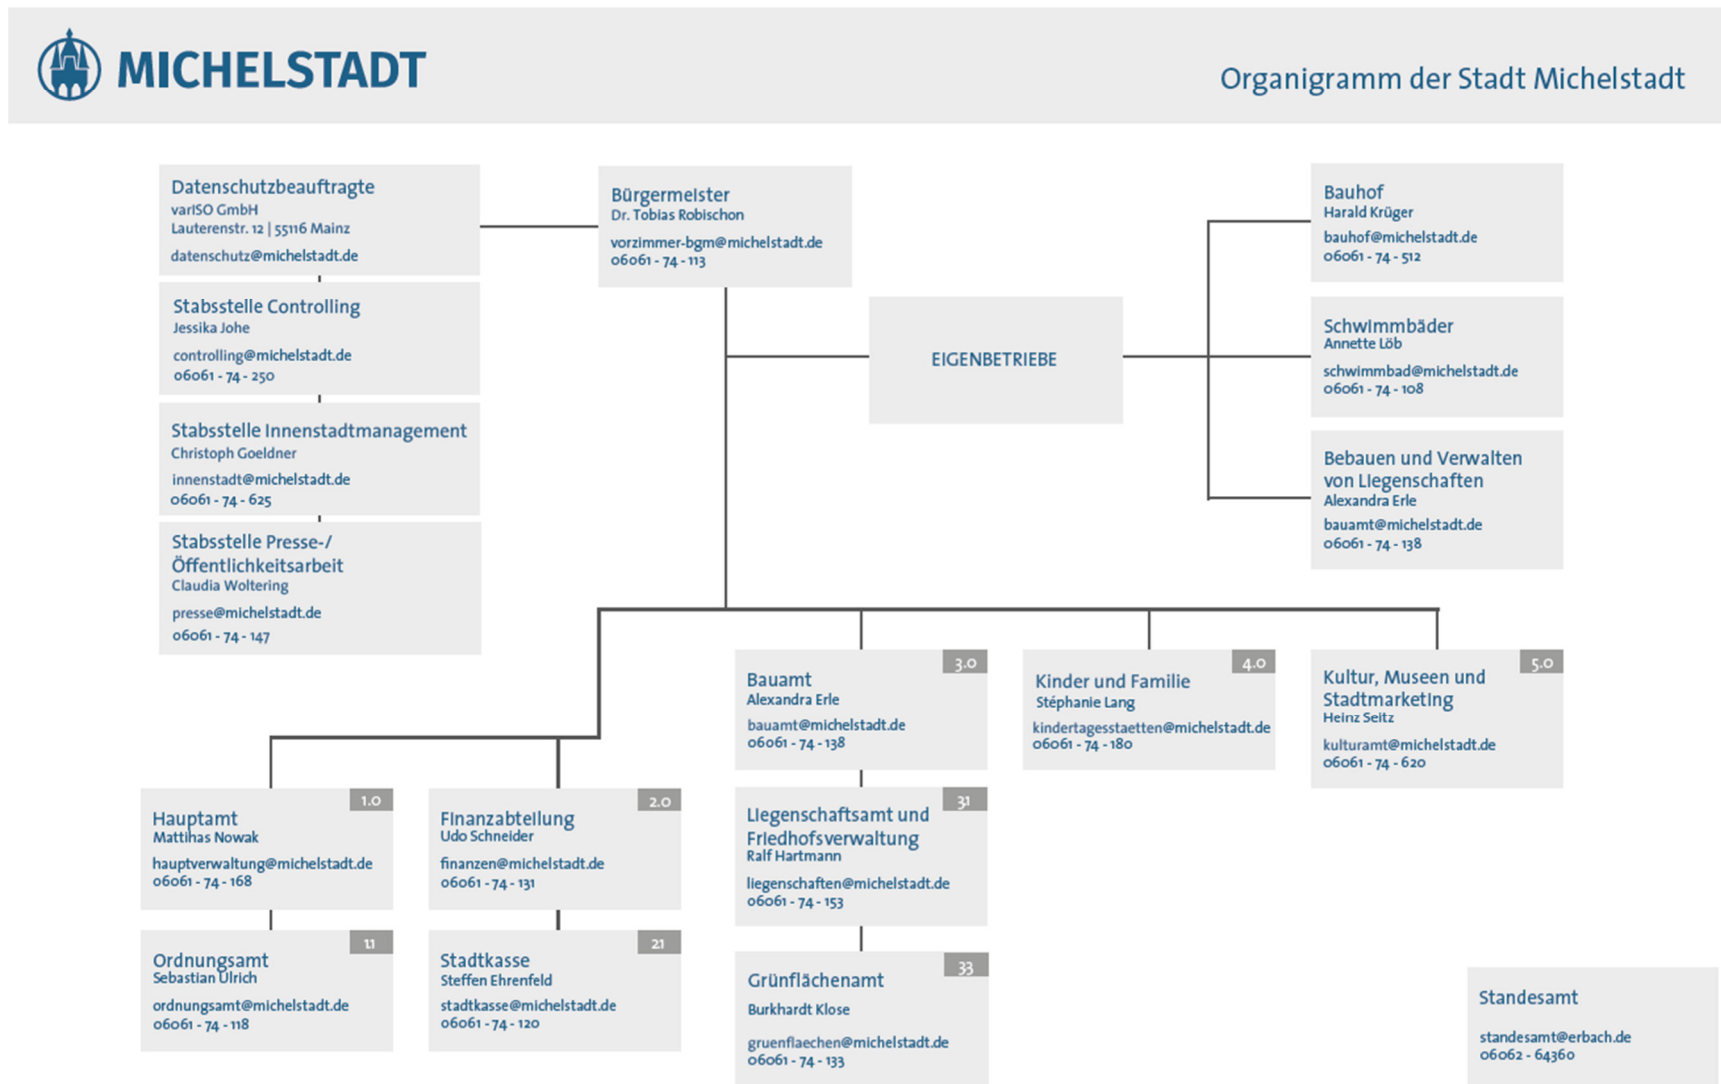 MICHELSTADT
Organigramm der Stadt Michelstadt
Datenschutzbeauftragte
varISO GmbH
Lauterenstr. 12 | 55116 Mainz
datenschutz@michelstadt.de
Stabsstelle Controlling
Jessika Johe
controlling@michelstadt.de
06061 - 74 - 250
Stabsstelle Innenstadtmanagement
Christoph Goeldner
innenstadt@michelstadt.de
06061 - 74 - 625
Stabsstelle Presse-/
Öffentlichkeitsarbeit
Claudia Woltering
presse@michelstadt.de
06061 - 74 - 147
Bürgermeister
Dr. Tobias Robischon
vorzimmer-bgm@michelstadt.de
06061 - 74 - 113
EIGENBETRIEBE
Bauhof
Harald Krüger
bauhof@michelstadt.de
06061 - 74 - 512
Schwimmbäder
Annette Löb
schwimmbad@michelstadt.de
06061 - 74 - 108
Bebauen und Verwalten
von Liegenschaften
Alexandra Erle
bauamt@michelstadt.de
06061 - 74 - 138
1.0
Hauptamt
Mattihas Nowak
hauptverwaltung@michelstadt.de
06061 - 74 - 168
1.1
Ordnungsamt
Sebastian Ulrich
ordnungsamt@michelstadt.de
06061 - 74 - 118
2.0
Finanzabteilung
Udo Schneider
finanzen@michelstadt.de
06061 - 74 - 131
2.1
Stadtkasse
Steffen Ehrenfeld
stadtkasse@michelstadt.de
06061 - 74 - 120
3.0
Bauamt
Alexandra Erle
bauamt@michelstadt.de
06061 - 74 - 138
3.1
Liegenschaftsamt und
Friedhofsverwaltung
Ralf Hartmann
liegenschaften@michelstadt.de
06061 - 74 - 153
3.3
Grünflächenamt
Burkhardt Klose
gruenflaechen@michelstadt.de
06061 - 74 - 133
4.0
Kinder und Familie
Stéphanie Lang
kindertagesstaetten@michelstadt.de
06061 - 74 - 180
5.0
Kultur, Museen und
Stadtmarketing
Heinz Seitz
kulturamt@michelstadt.de
06061 - 74 - 620
Standesamt
standesamt@erbach.de
06062 - 64360